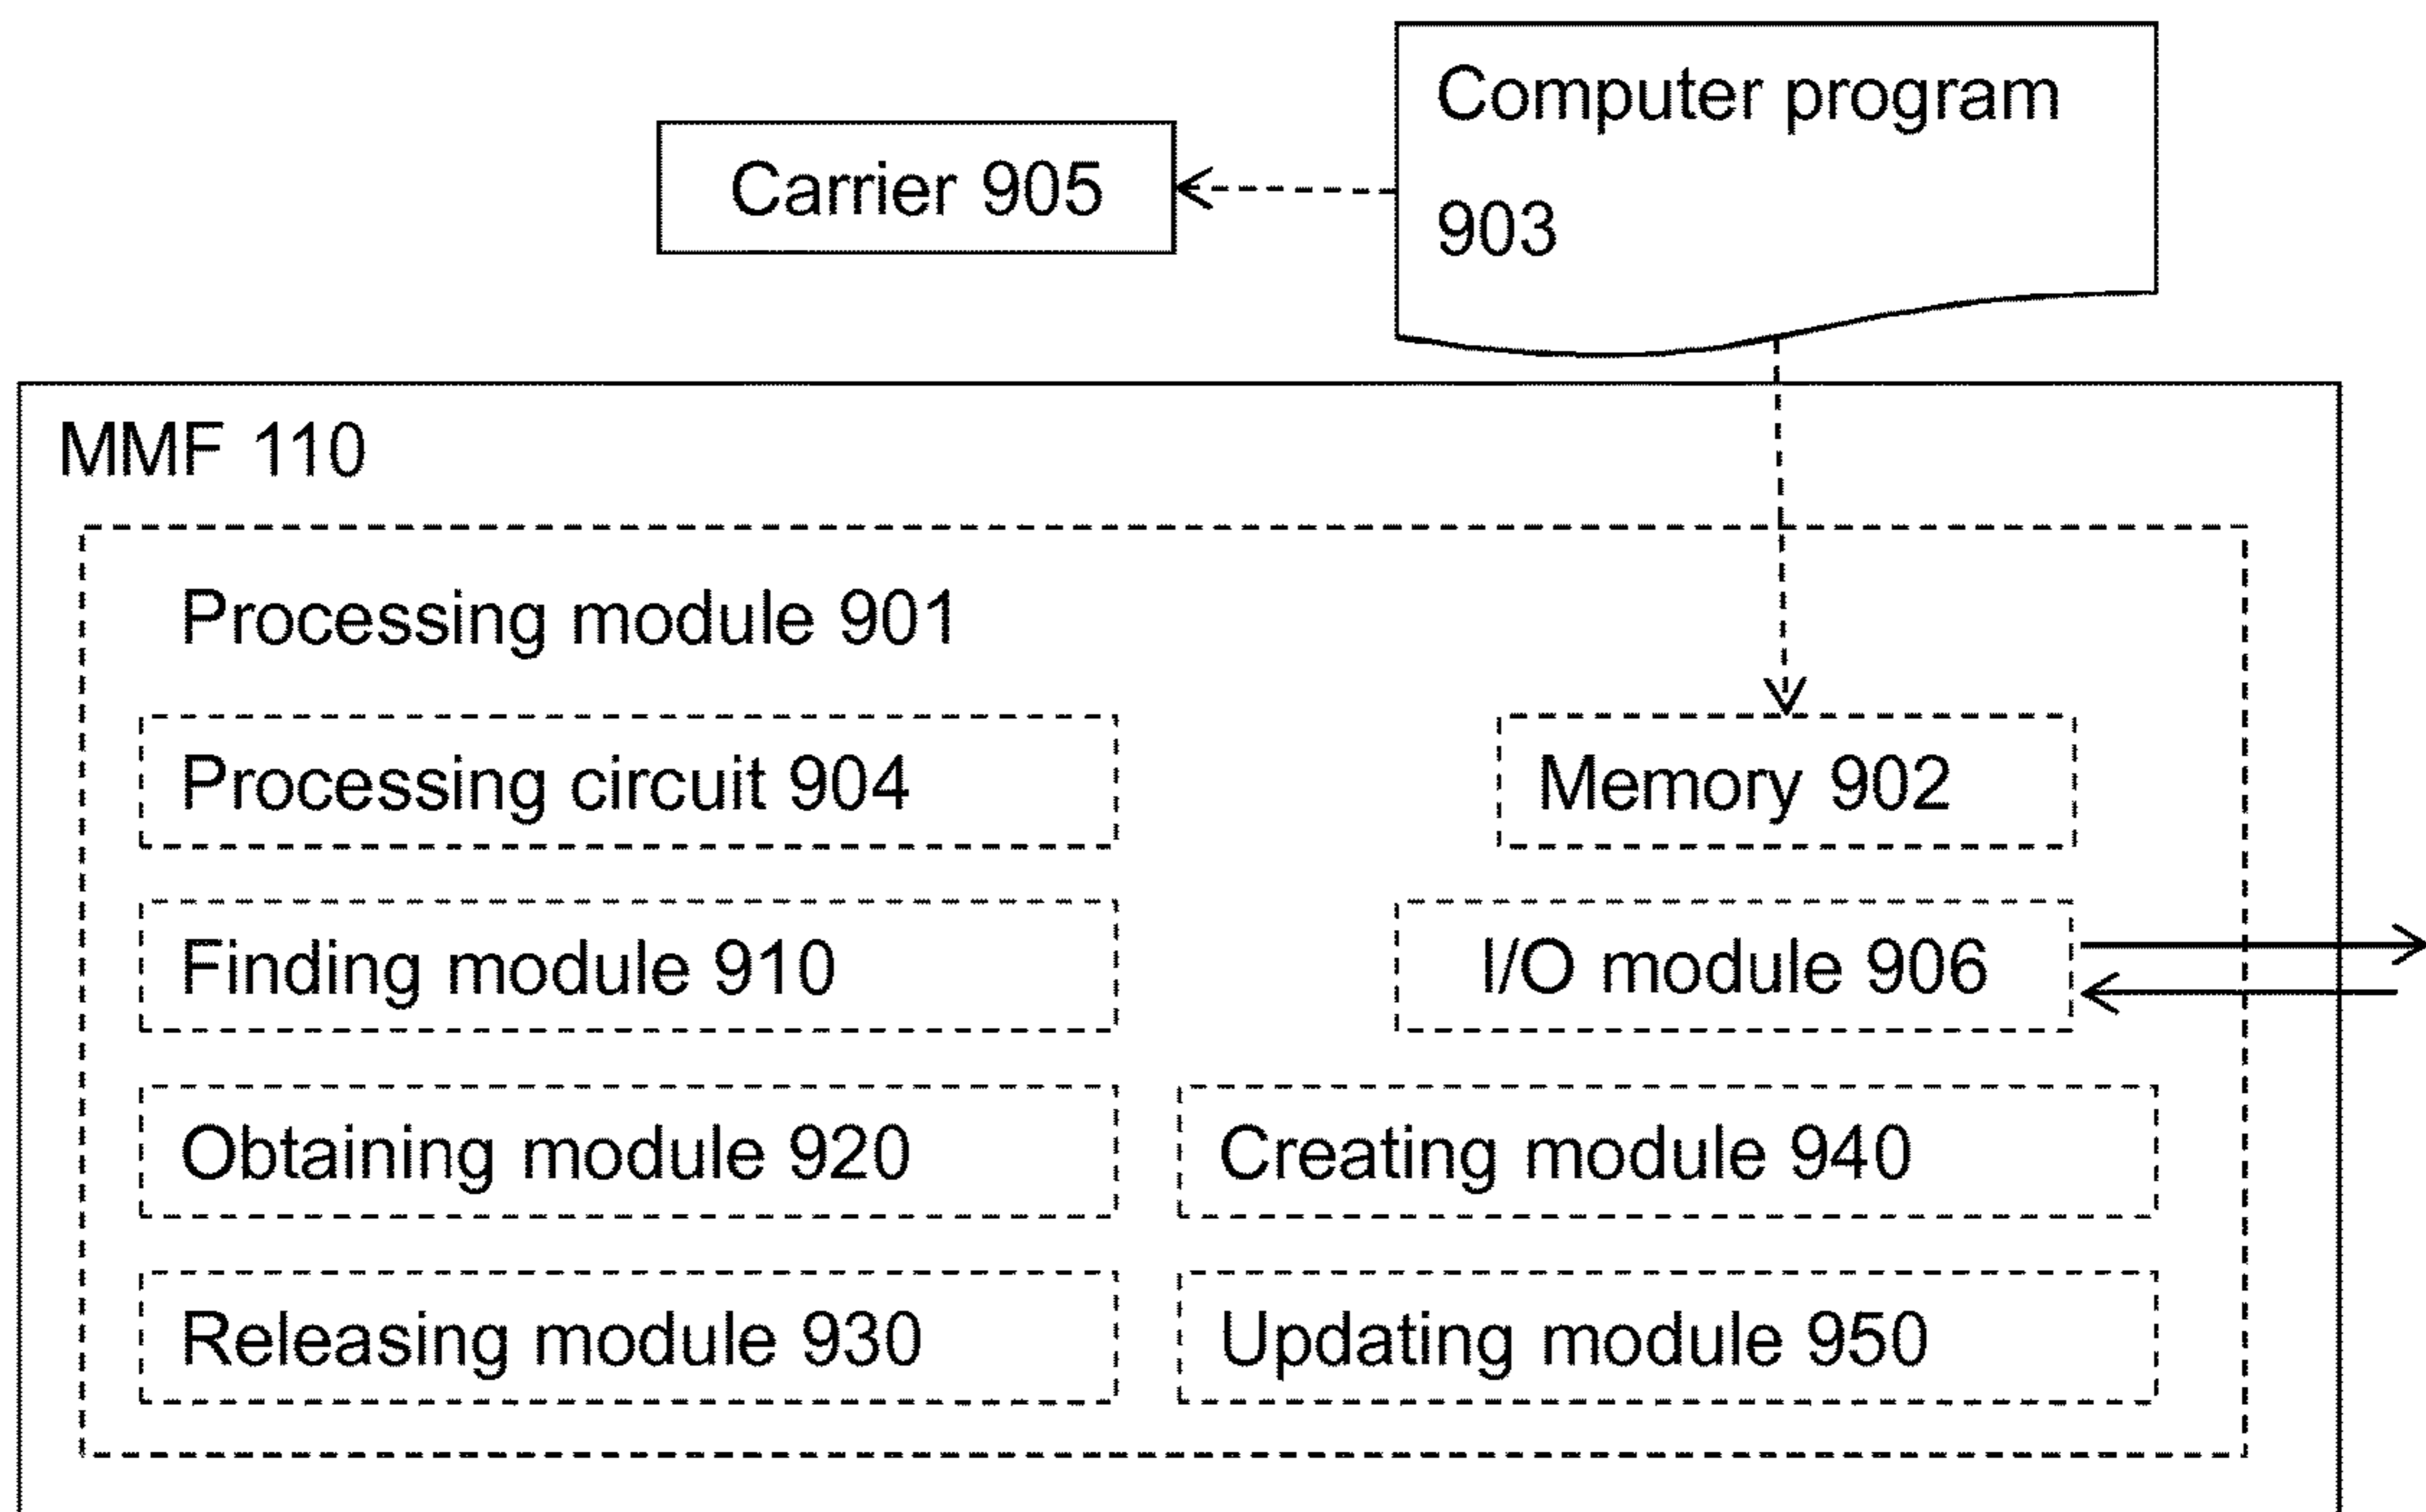 Computer program
903
Carrier 905
MMF 110
Processing module 901
Processing circuit 904
Memory 902
Finding module 910
I/O module 906
Obtaining module 920
Creating module 940
Releasing module 930
Updating module 950